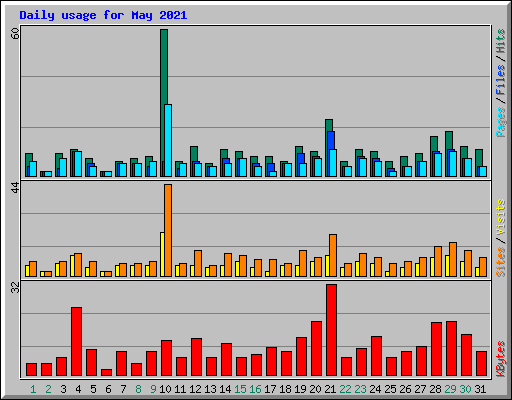 Daily usage for May 2021
60
44
32
Pages / Files / Hits
Sites / Visits
KBytes
1 2 3 4 5 6 7 8 9 10 11 12 13 14 15 16 17 18 19 20 21 22 23 24 25 26 27 28 29 30 31